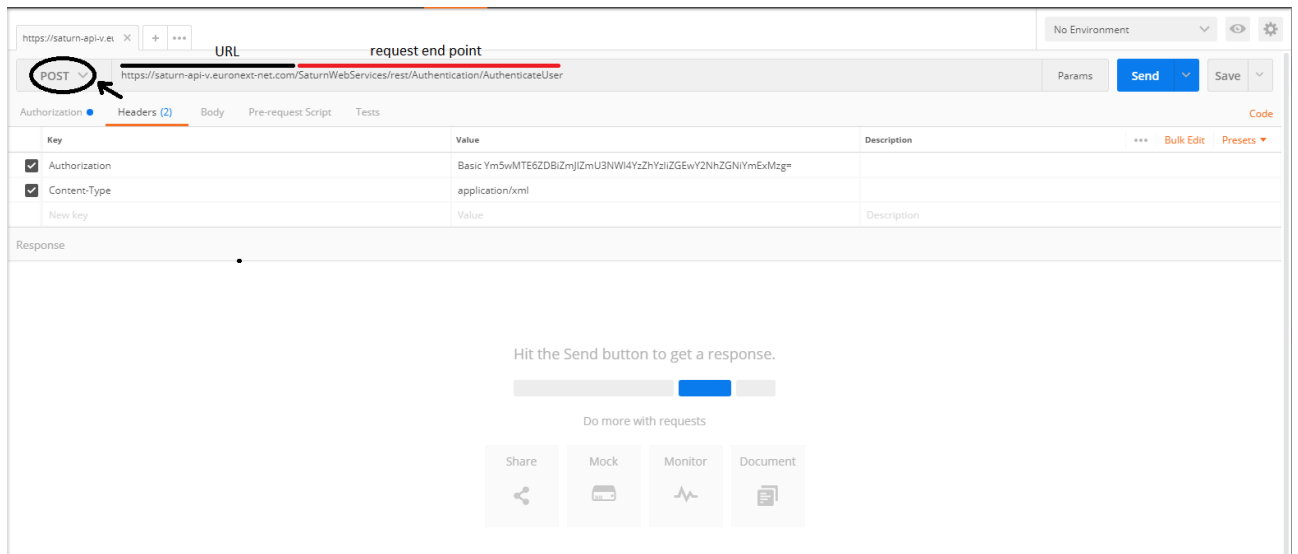 https://saturn-api-v.eu X + •••
No Environment
URL request end point
POST https://saturn-api-v.euronext-net.com/SaturnWebServices/rest/Authentication/AuthenticateUser Params Send Save
Authorization Headers (2) Body Pre-request Script Tests Code
Key Value Description ••• Bulk Edit Presets
Authorization Basic Ym5wMTE6ZDBiZmJlZmU3NWI4YzZhYzliZGEwY2NhZGNiYmExMzg=
Content-Type application/xml
New key Value Description
Response
Hit the Send button to get a response.
Do more with requests
Share Mock Monitor Document